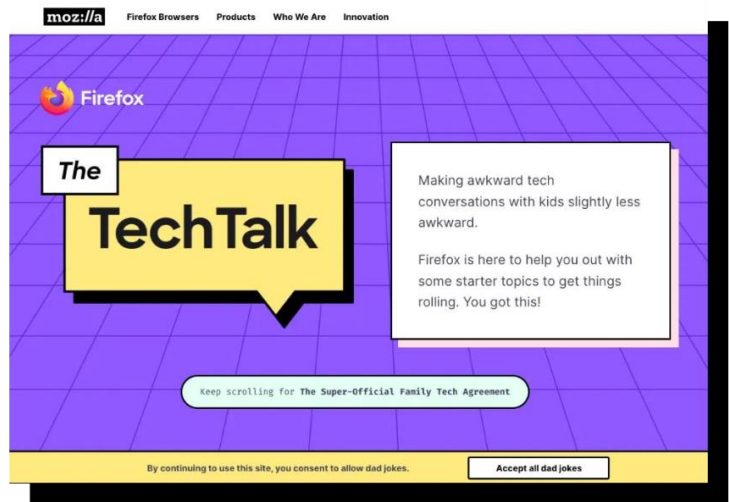 moz://a Firefox Browsers Products Who We Are Innovation
Firefox
The
TechTalk
Making awkward tech
conversations with kids slightly less
awkward.
Firefox is here to help you out with
some starter topics to get things
rolling. You got this!
Keep scrolling for The Super-Official Family Tech Agreement
By continuing to use this site, you consent to allow dad jokes. Accept all dad jokes